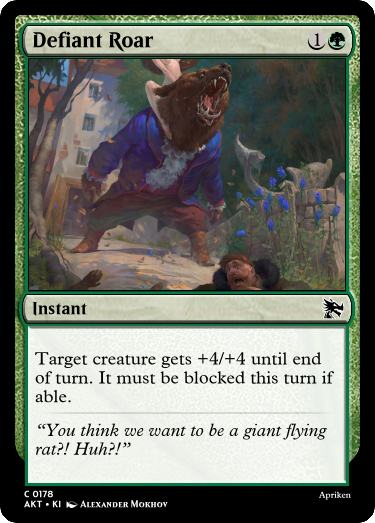 Defiant Roar 1
Instant
Target creature gets +4/+4 until end
of turn. It must be blocked this turn if
able.
“You think we want to be a giant flying
rat?! Huh?!”
C 0178
Apriken
AKT • KI Alexander Mokhov